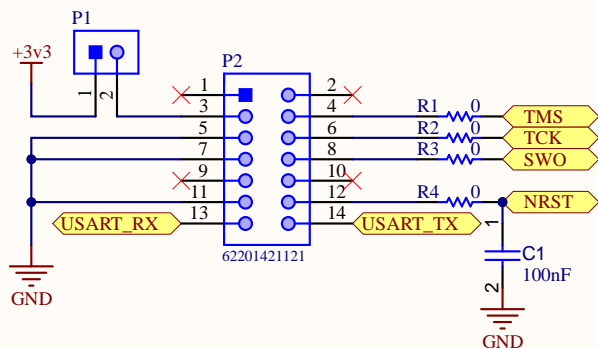 P1
+3v3
1
2
P2
1
2
3
4
R1
0
TMS
5
6
R2
0
TCK
7
8
R3
0
SWO
9
10
11
12
R4
0
NRST
USART_RX
13
14
USART_TX
62201421121
1
C1
100nF
2
GND
GND